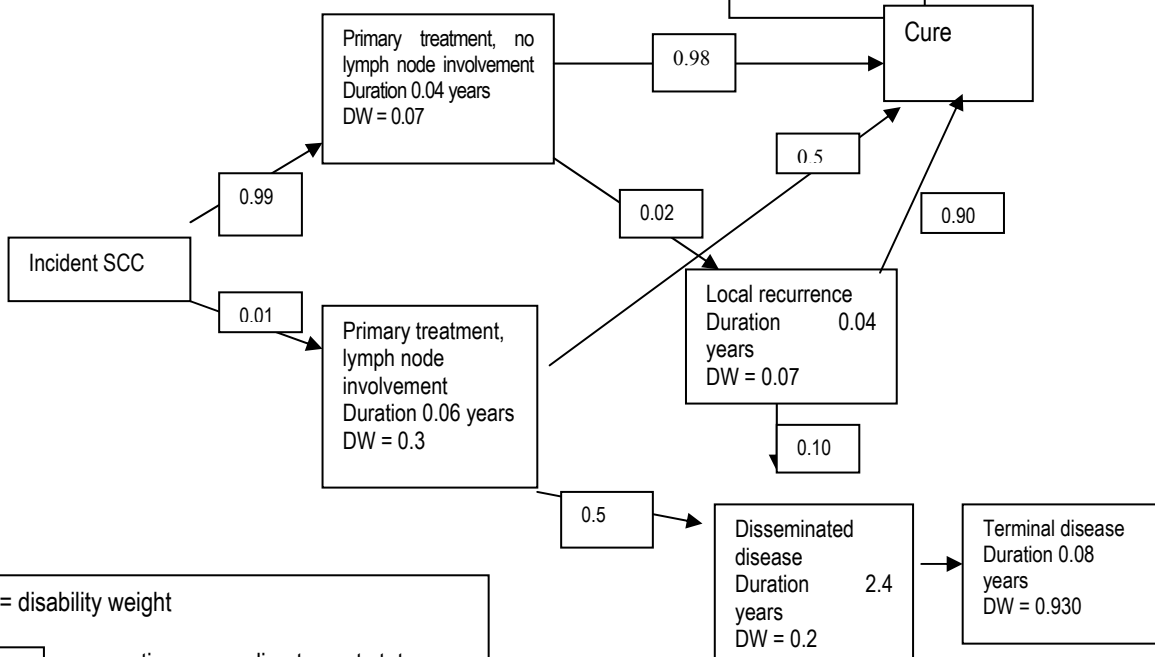 Cure
Primary treatment, no
lymph node involvement
Duration 0.04 years
DW = 0.07
0.98
0.5
0.99
0.02
0.90
Incident SCC
0.01
Local recurrence
Duration 0.04
years
DW = 0.07
Primary treatment,
lymph node
involvement
Duration 0.06 years
DW = 0.3
0.10
0.5
Disseminated
disease
Duration 2.4
years
DW = 0.2
Terminal disease
Duration 0.08
years
DW = 0.930
= disability weight